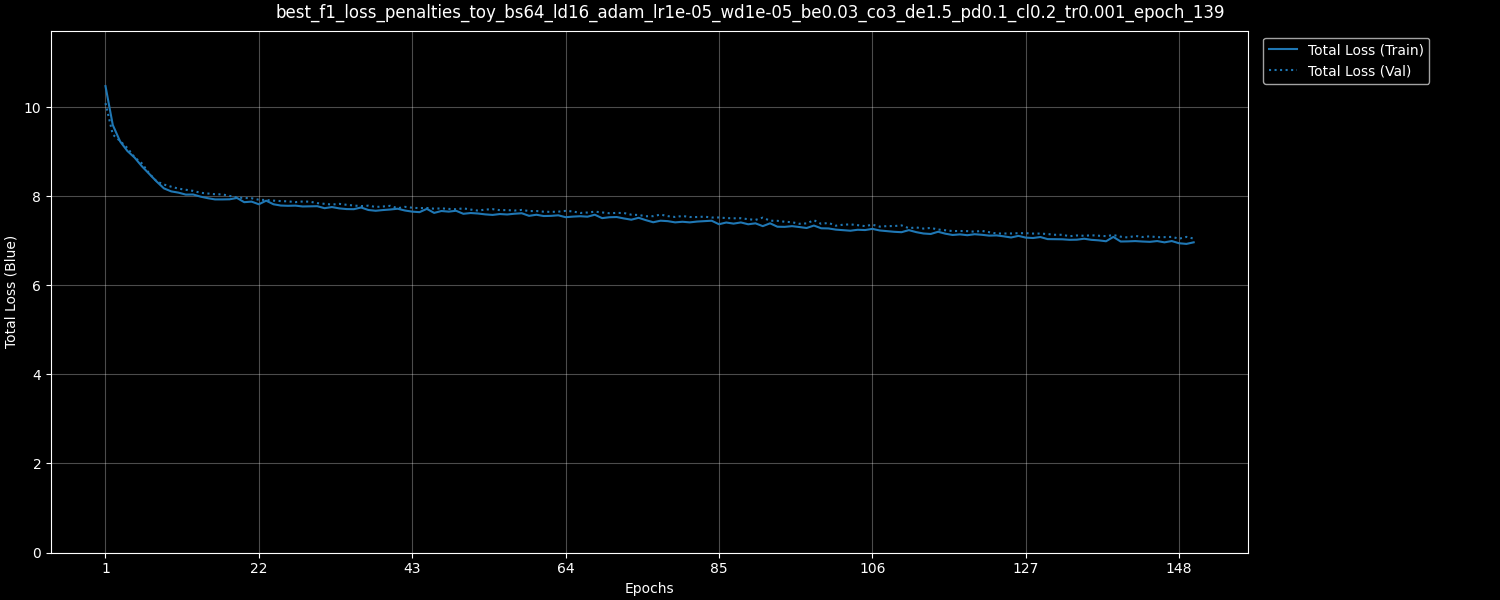 best_f1_loss_penalties_toy_bs64_ld16_adam_lr1e-05_wd1e-05_be0.03_co3_de1.5_pd0.1_cl0.2_tr0.001_epoch_139
Total Loss (Train)
Total Loss (Val)
10
8
6
4
2
0
Total Loss (Blue)
1 22 43 64 85 106 127 148
Epochs